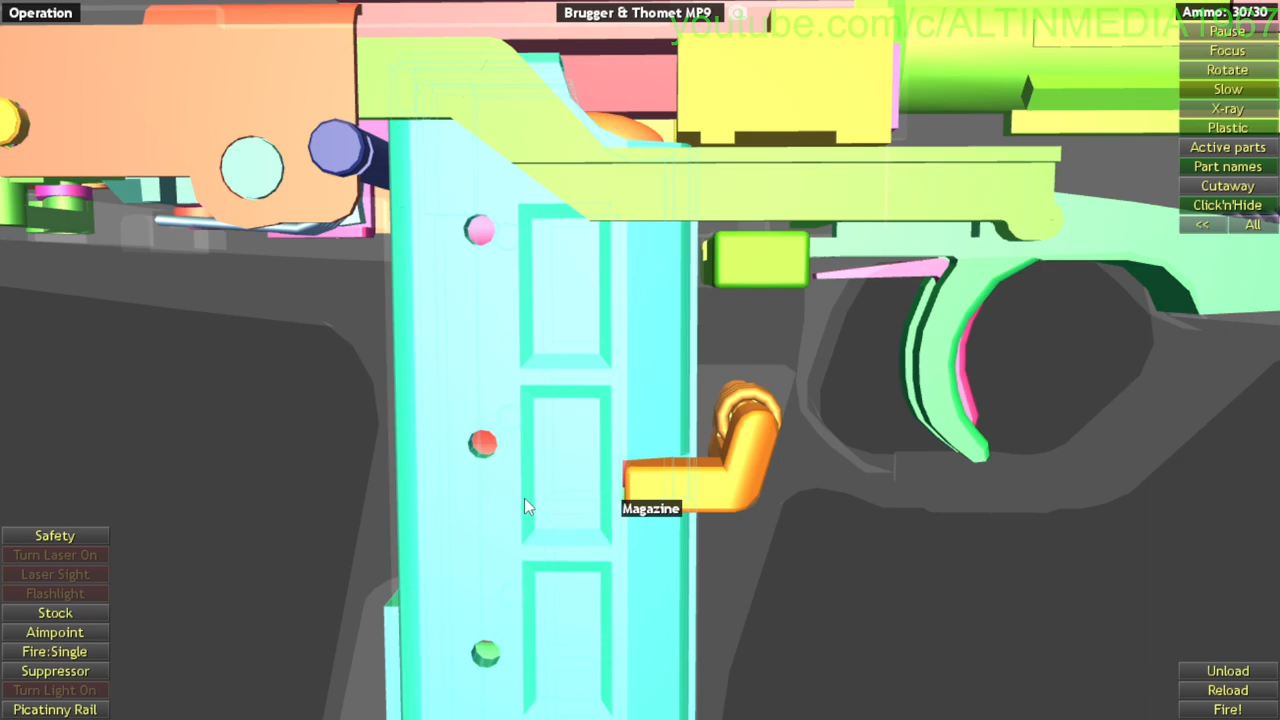 Operation
Brugger & Thomet MP9
Ammo: 30/30
youtube.com/c/ALTINMEDIA1967
Pause
Focus
Rotate
Slow
X-ray
Plastic
Active parts
Part names
Cutaway
Click'n'Hide
<< All
Magazine
Safety
Turn Laser On
Laser Sight
Flashlight
Stock
Aimpoint
Fire:Single
Suppressor
Turn Light On
Picatinny Rail
Unload
Reload
Fire!